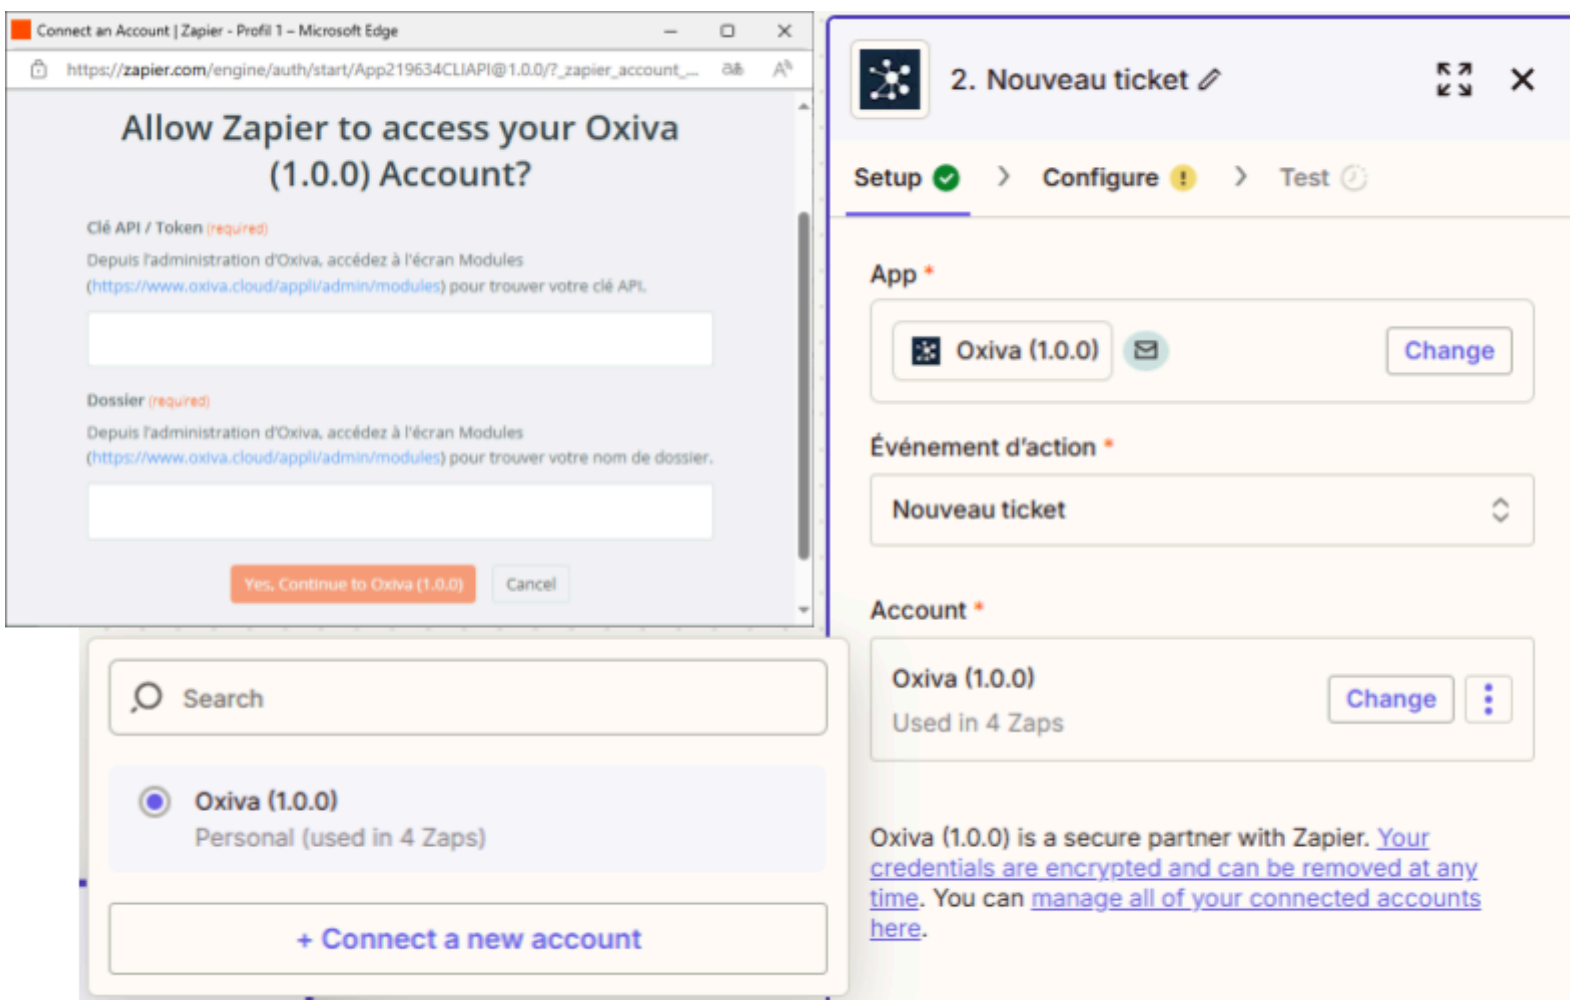 Connect an Account | Zapier - Profil 1 – Microsoft Edge
https://zapier.com/engine/auth/start/App219634CLIAPI@1.0.0/?_zapier_account_...
Allow Zapier to access your Oxiva
(1.0.0) Account?
Clé API / Token (required)
Depuis l'administration d'Oxiva, accédez à l'écran Modules
(https://www.oxiva.cloud/appli/admin/modules) pour trouver votre clé API.
Dossier (required)
Depuis l'administration d'Oxiva, accédez à l'écran Modules
(https://www.oxiva.cloud/appli/admin/modules) pour trouver votre nom de dossier.
Yes, Continue to Oxiva (1.0.0)
Cancel
Search
Oxiva (1.0.0)
Personal (used in 4 Zaps)
+ Connect a new account
2. Nouveau ticket
Setup
Configure
Test
App *
Oxiva (1.0.0)
Change
Événement d'action *
Nouveau ticket
Account *
Oxiva (1.0.0)
Used in 4 Zaps
Change
Oxiva (1.0.0) is a secure partner with Zapier. Your
credentials are encrypted and can be removed at any
time. You can manage all of your connected accounts
here.